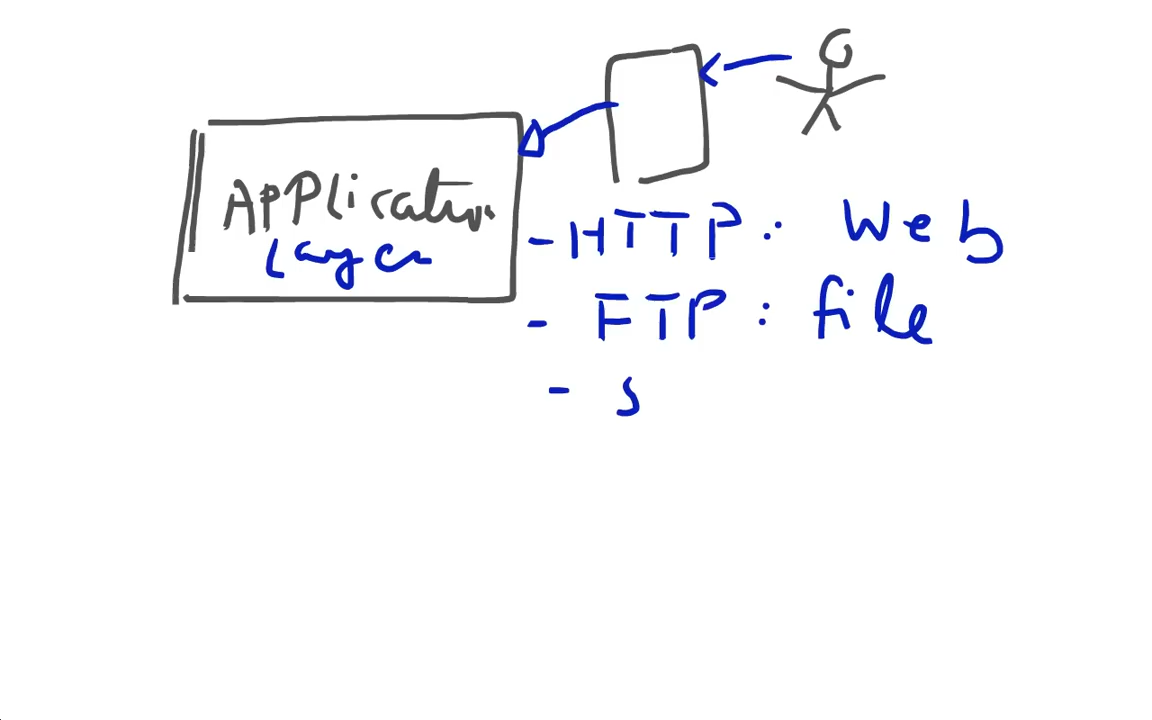 Application
Layer
- HTTP : Web
- FTP : file
- S